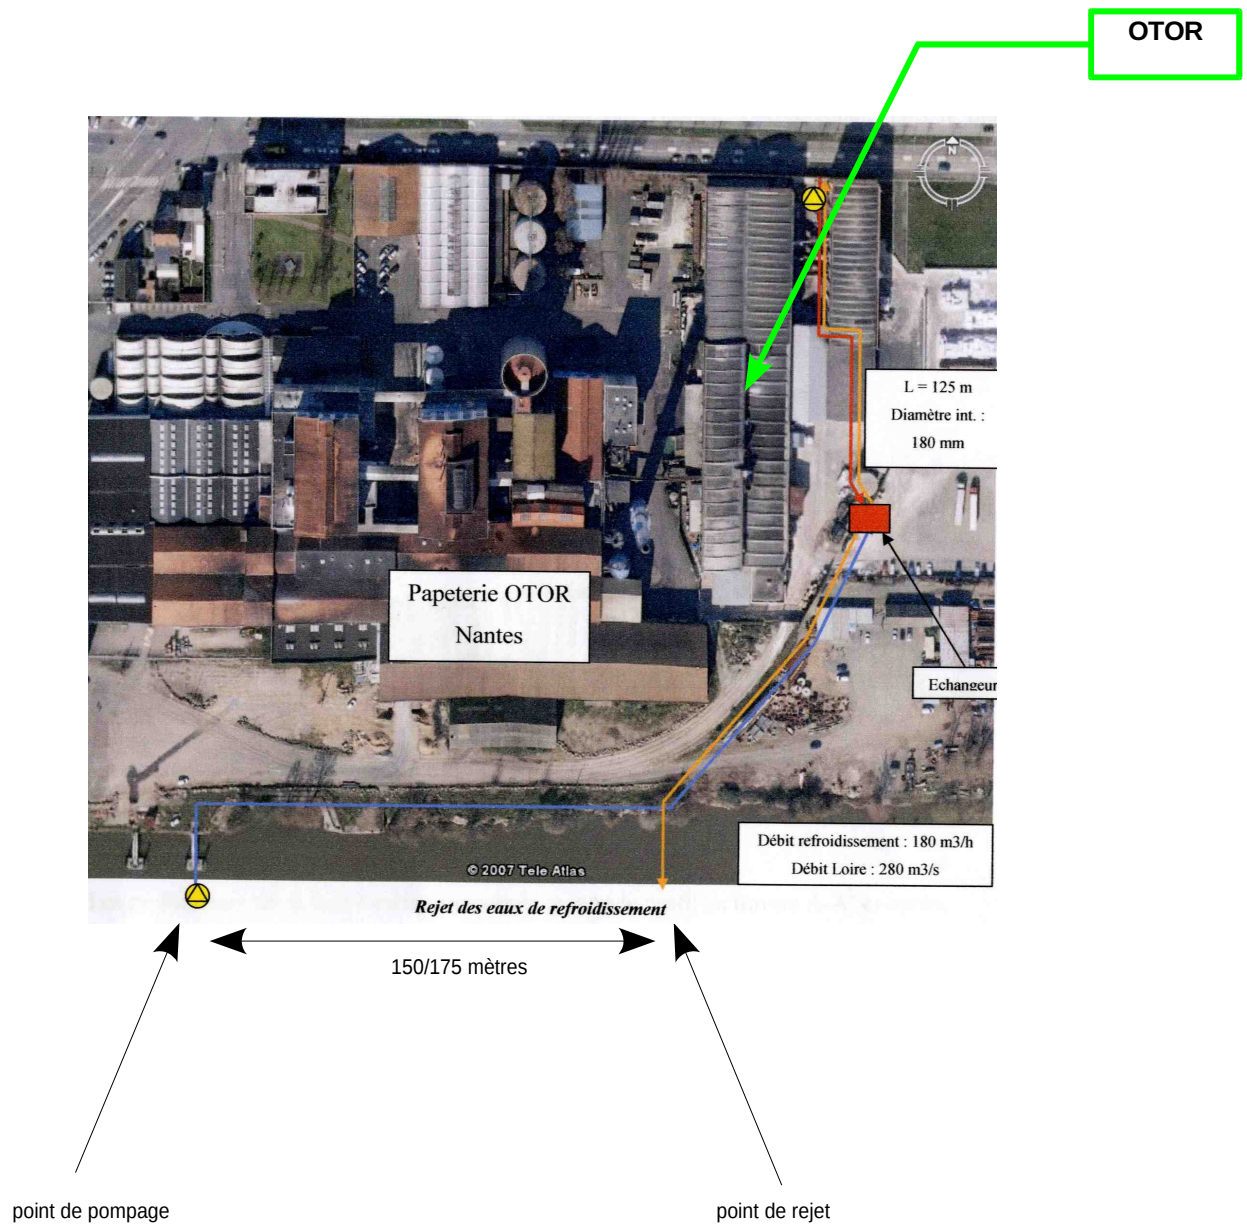 OTOR
N
L = 125 m
Diamètre int. :
180 mm
Papeterie OTOR
Nantes
Echangeur
Débit refroidissement : 180 m3/h
Débit Loire : 280 m3/s
© 2007 Tele Atlas
Rejet des eaux de refroidissement
150/175 mètres
point de pompage
point de rejet